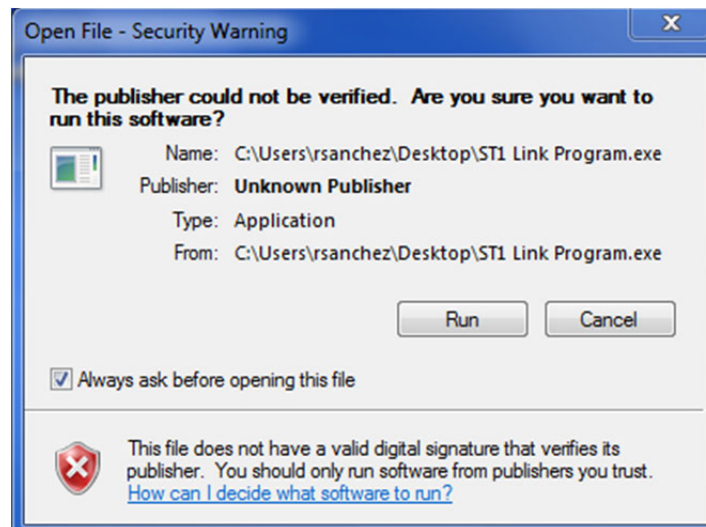 Open File - Security Warning
The publisher could not be verified. Are you sure you want to
run this software?
Name: C:\Users\rsanchez\Desktop\ST1 Link Program.exe
Publisher: Unknown Publisher
Type: Application
From: C:\Users\rsanchez\Desktop\ST1 Link Program.exe
Run Cancel
Always ask before opening this file
This file does not have a valid digital signature that verifies its
publisher. You should only run software from publishers you trust.
How can I decide what software to run?